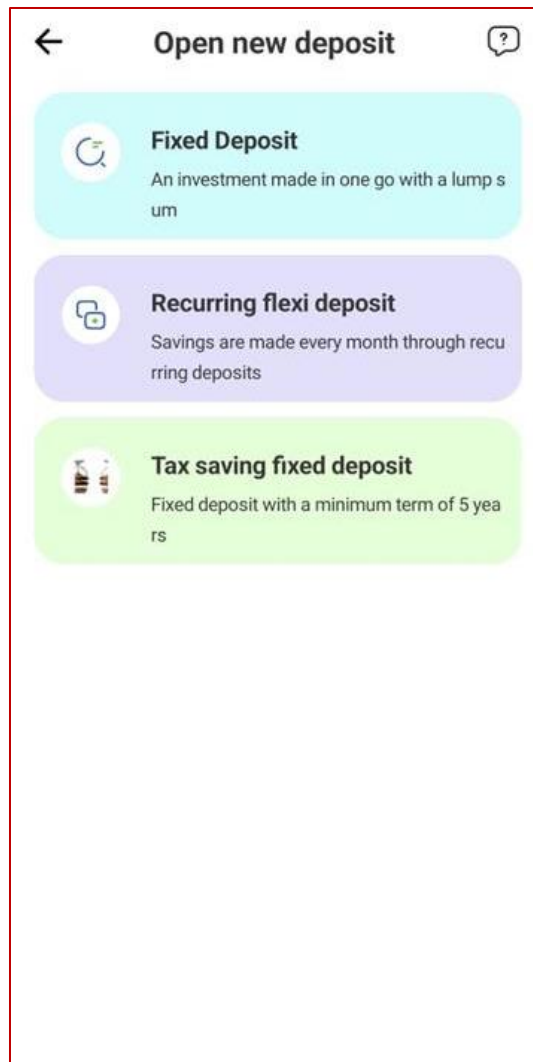 Open new deposit
?
Fixed Deposit
An investment made in one go with a lump s
um
Recurring flexi deposit
Savings are made every month through recu
rring deposits
Tax saving fixed deposit
Fixed deposit with a minimum term of 5 yea
rs